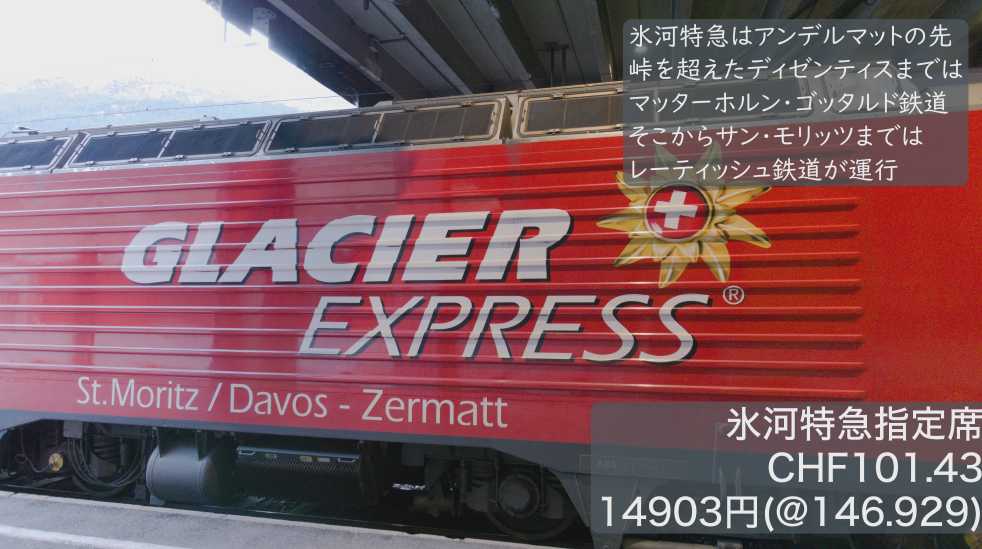 氷河特急はアンデルマットの先
峠を超えたディゼンティスまでは
マッターホルン・ゴッタルド鉄道
そこからサン・モリッツまでは
レーティッシュ鉄道が運行
GLACIER
EXPRESS®
St.Moritz / Davos - Zermatt
氷河特急指定席
CHF101.43
14903円(@146.929)